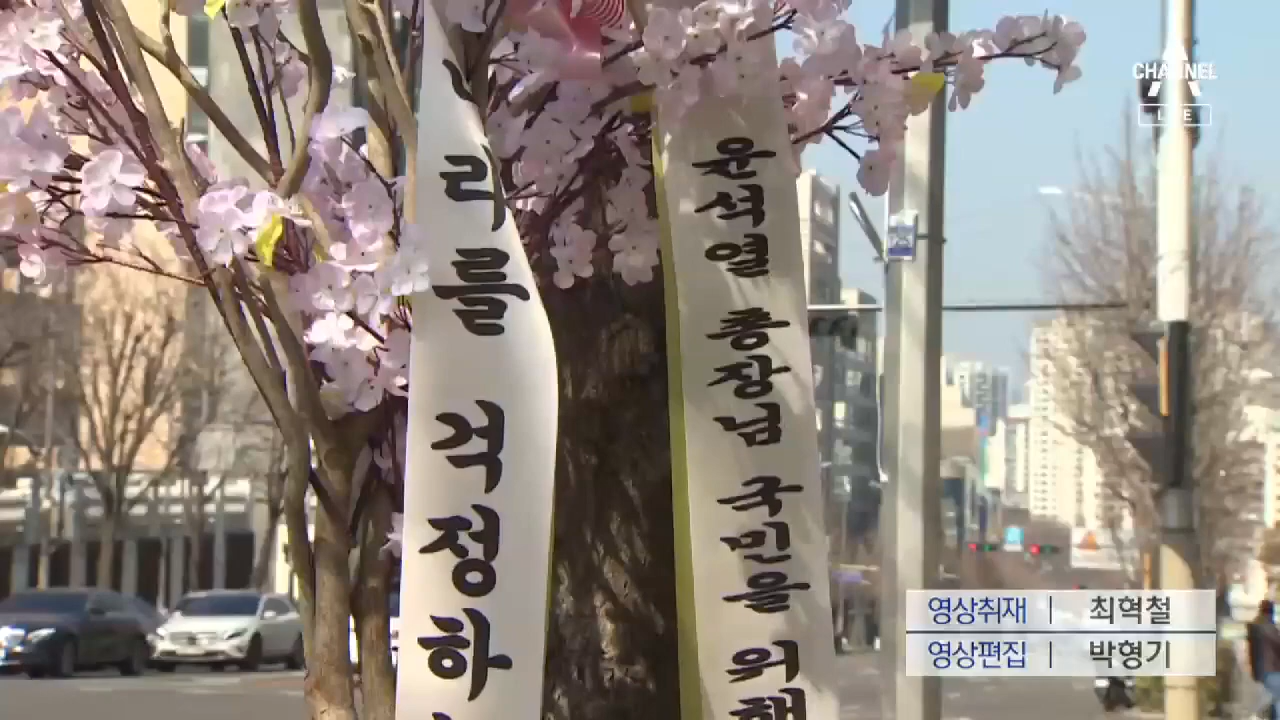 CHANNEL A
LIVE
리를 걱정하
윤석열 총장님 국민을 위해
영상취재 | 최혁철
영상편집 | 박형기